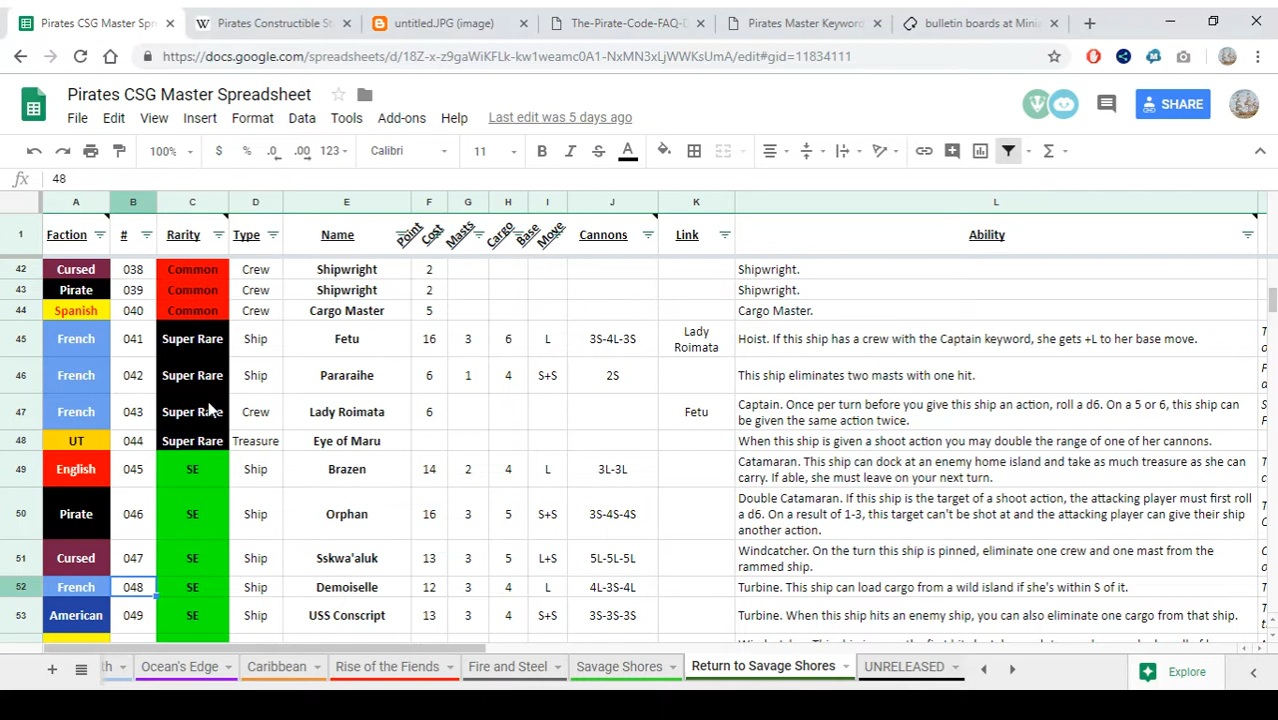 Pirates CSG Master Spr
Pirates Constructible St
untitled.JPG (image)
The-Pirate-Code-FAQ-
Pirates Master Keyword
bulletin boards at Mini
https://docs.google.com/spreadsheets/d/18Z-x-z9gaWiKFLk-kw1weamc0A1-NxMN3xLjWWKsUmA/edit#gid=11834111
Pirates CSG Master Spreadsheet
File Edit View Insert Format Data Tools Add-ons Help Last edit was 5 days ago
SHARE
100% $ % .0 .00 123 Calibri 11 B I S A
fx 48
A B C D E F G H I J K L
1 Faction # Rarity Type Name Point Cost Masts Cargo Base Move Cannons Link Ability
42 Cursed 038 Common Crew Shipwright 2 Shipwright.
43 Pirate 039 Common Crew Shipwright 2 Shipwright.
44 Spanish 040 Common Crew Cargo Master 5 Cargo Master.
45 French 041 Super Rare Ship Fetu 16 3 6 L 3S-4L-3S Lady Roimata Hoist. If this ship has a crew with the Captain keyword, she gets +L to her base move.
46 French 042 Super Rare Ship Pararaihe 6 1 4 S+S 2S This ship eliminates two masts with one hit.
47 French 043 Super Rare Crew Lady Roimata 6 Fetu Captain. Once per turn before you give this ship an action, roll a d6. On a 5 or 6, this ship can
be given the same action twice.
48 UT 044 Super Rare Treasure Eye of Maru When this ship is given a shoot action you may double the range of one of her cannons.
49 English 045 SE Ship Brazen 14 2 4 L 3L-3L Catamaran. This ship can dock at an enemy home island and take as much treasure as she can
carry. If able, she must leave on your next turn.
50 Pirate 046 SE Ship Orphan 16 3 5 S+S 3S-4S-4S Double Catamaran. If this ship is the target of a shoot action, the attacking player must first roll
a d6. On a result of 1-3, this target can't be shot at and the attacking player can give their ship
another action.
51 Cursed 047 SE Ship Sskwa'aluk 13 3 5 L+S 5L-5L-5L Windcatcher. On the turn this ship is pinned, eliminate one crew and one mast from the
rammed ship.
52 French 048 SE Ship Demoiselle 12 3 4 L 4L-3S-4L Turbine. This ship can load cargo from a wild island if she's within S of it.
53 American 049 SE Ship USS Conscript 13 3 4 S+S 3S-3S-3S Turbine. When this ship hits an enemy ship, you can also eliminate one cargo from that ship.
th Ocean's Edge Caribbean Rise of the Fiends Fire and Steel Savage Shores Return to Savage Shores UNRELEASED Explore